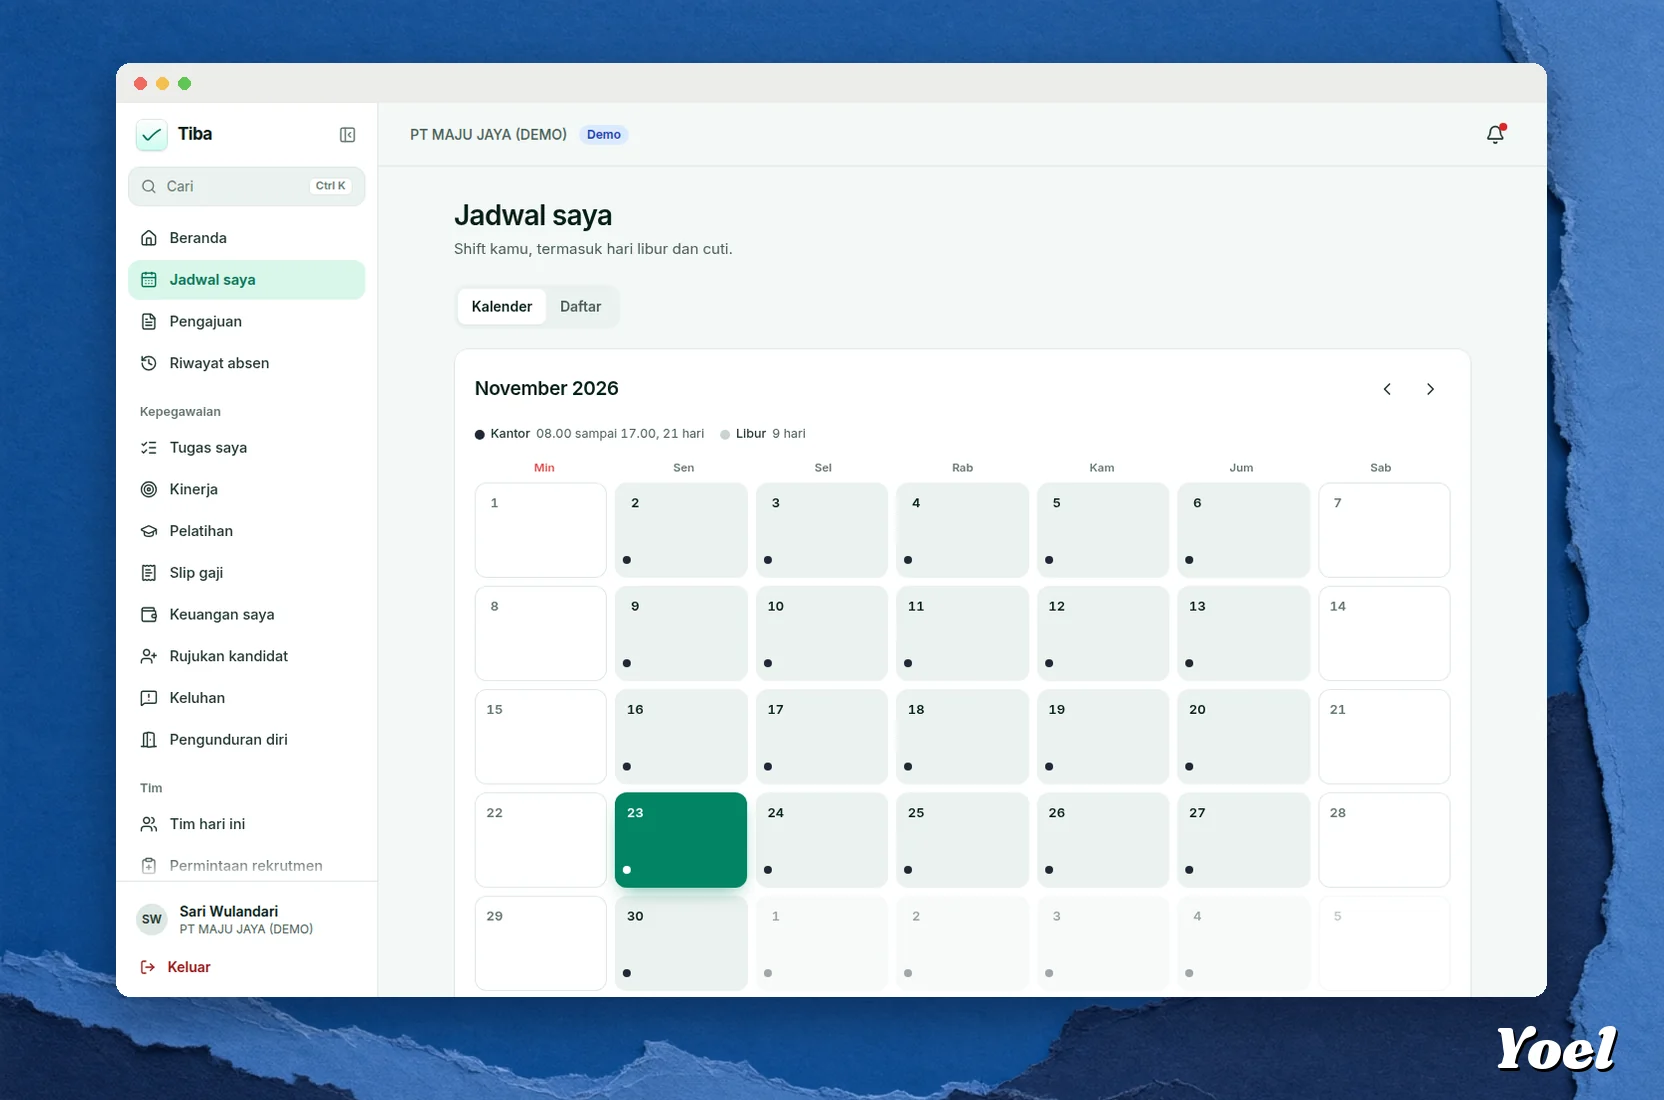 Tiba
PT MAJU JAYA (DEMO) Demo
Cari Ctrl K
Beranda
Jadwal saya
Pengajuan
Riwayat absen
Kepegawaian
Tugas saya
Kinerja
Pelatihan
Slip gaji
Keuangan saya
Rujukan kandidat
Keluhan
Pengunduran diri
Tim
Tim hari ini
Permintaan rekrutmen
SW
Sari Wulandari
PT MAJU JAYA (DEMO)
Keluar
Jadwal saya
Shift kamu, termasuk hari libur dan cuti.
Kalender Daftar
November 2026
Kantor 08.00 sampai 17.00, 21 hari Libur 9 hari
Min Sen Sel Rab Kam Jum Sab
1 2 3 4 5 6 7
8 9 10 11 12 13 14
15 16 17 18 19 20 21
22 23 24 25 26 27 28
29 30 1 2 3 4 5
Yoel